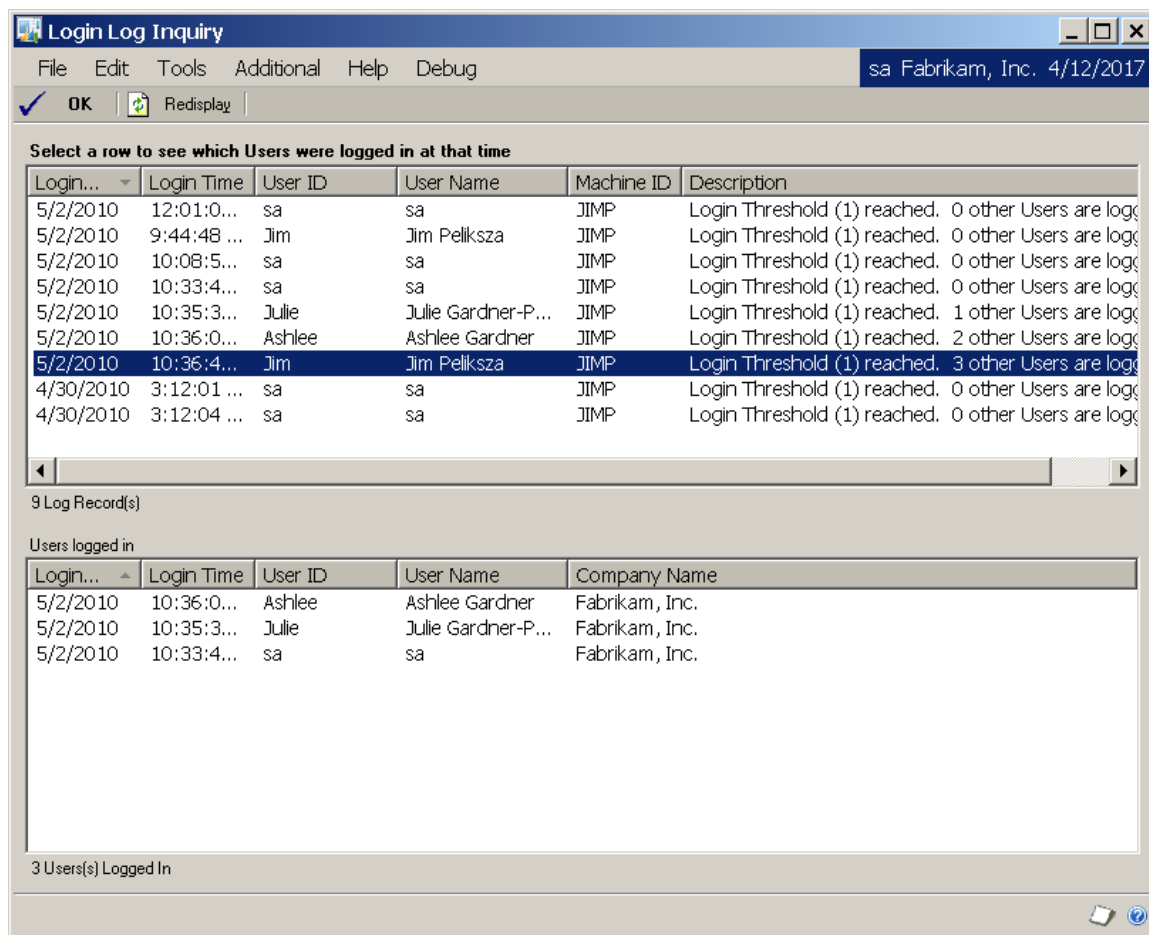 Login Log Inquiry
File Edit Tools Additional Help Debug sa Fabrikam, Inc. 4/12/2017
OK Redisplay
Select a row to see which Users were logged in at that time
Login... Login Time User ID User Name Machine ID Description
5/2/2010 12:01:0... sa sa JIMP Login Threshold (1) reached. 0 other Users are logg
5/2/2010 9:44:48 ... Jim Jim Peliksza JIMP Login Threshold (1) reached. 0 other Users are logg
5/2/2010 10:08:5... sa sa JIMP Login Threshold (1) reached. 0 other Users are logg
5/2/2010 10:33:4... sa sa JIMP Login Threshold (1) reached. 0 other Users are logg
5/2/2010 10:35:3... Julie Julie Gardner-P... JIMP Login Threshold (1) reached. 1 other Users are logg
5/2/2010 10:36:0... Ashlee Ashlee Gardner JIMP Login Threshold (1) reached. 2 other Users are logg
5/2/2010 10:36:4... Jim Jim Peliksza JIMP Login Threshold (1) reached. 3 other Users are logg
4/30/2010 3:12:01 ... sa sa JIMP Login Threshold (1) reached. 0 other Users are logg
4/30/2010 3:12:04 ... sa sa JIMP Login Threshold (1) reached. 0 other Users are logg
9 Log Record(s)
Users logged in
Login... Login Time User ID User Name Company Name
5/2/2010 10:36:0... Ashlee Ashlee Gardner Fabrikam, Inc.
5/2/2010 10:35:3... Julie Julie Gardner-P... Fabrikam, Inc.
5/2/2010 10:33:4... sa sa Fabrikam, Inc.
3 Users(s) Logged In